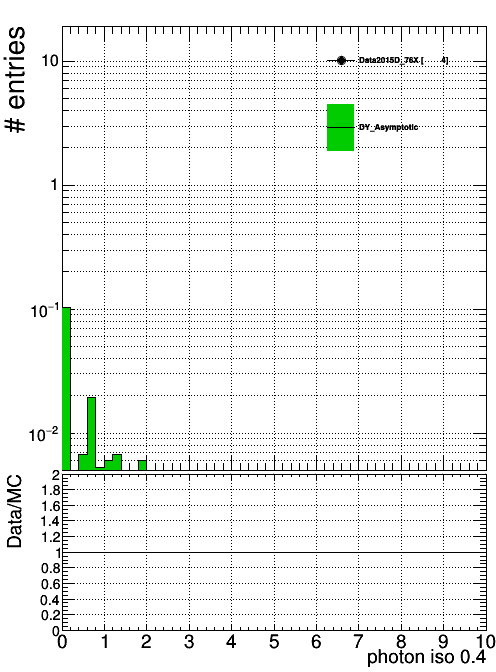 # entries
10
1
10⁻¹
10⁻²
Data2015D_76X [ 4]
DY_Asymptotic
Data/MC
2
1.8
1.6
1.4
1.2
1
0.8
0.6
0.4
0.2
0
0 1 2 3 4 5 6 7 8 9 10
photon iso 0.4